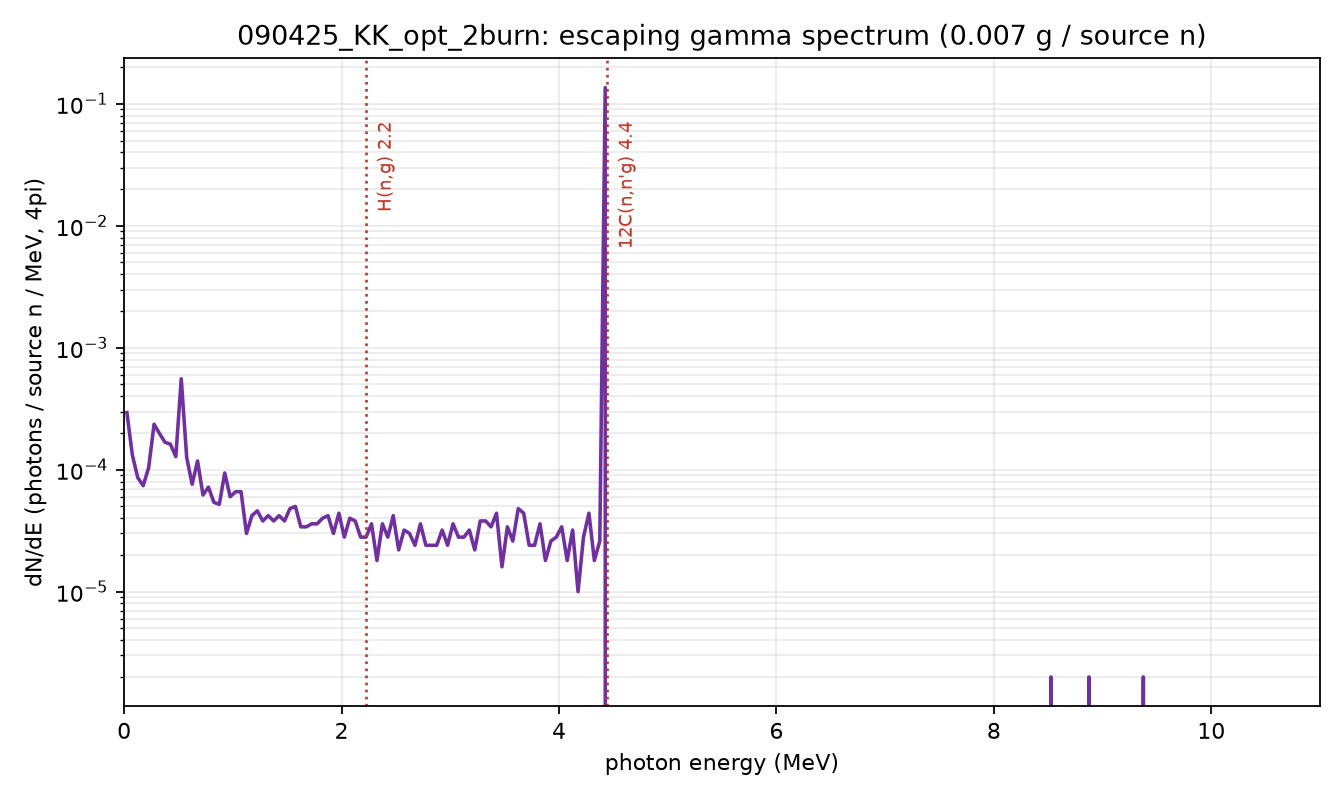 090425_KK_opt_2burn: escaping gamma spectrum (0.007 g / source n)
dN/dE (photons / source n / MeV, 4pi)
10⁻¹
10⁻²
10⁻³
10⁻⁴
10⁻⁵
H(n,g) 2.2
12C(n,n'g) 4.4
0 2 4 6 8 10
photon energy (MeV)